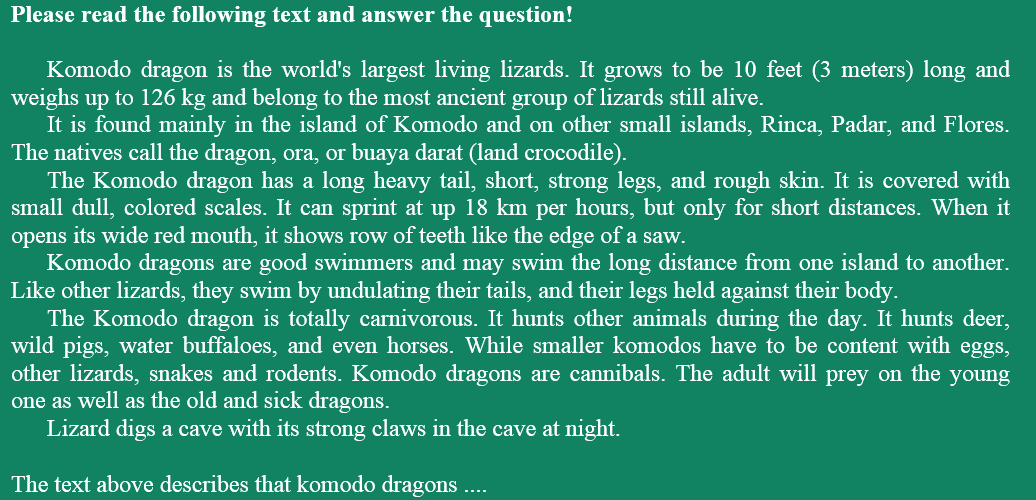 Please read the following text and answer the question!
Komodo dragon is the world's largest living lizards. It grows to be 10 feet (3 meters) long and
weighs up to 126 kg and belong to the most ancient group of lizards still alive.
It is found mainly in the island of Komodo and on other small islands, Rinca, Padar, and Flores.
The natives call the dragon, ora, or buaya darat (land crocodile).
The Komodo dragon has a long heavy tail, short, strong legs, and rough skin. It is covered with
small dull, colored scales. It can sprint at up 18 km per hours, but only for short distances. When it
opens its wide red mouth, it shows row of teeth like the edge of a saw.
Komodo dragons are good swimmers and may swim the long distance from one island to another.
Like other lizards, they swim by undulating their tails, and their legs held against their body.
The Komodo dragon is totally carnivorous. It hunts other animals during the day. It hunts deer,
wild pigs, water buffaloes, and even horses. While smaller komodos have to be content with eggs,
other lizards, snakes and rodents. Komodo dragons are cannibals. The adult will prey on the young
one as well as the old and sick dragons.
Lizard digs a cave with its strong claws in the cave at night.
The text above describes that komodo dragons ....